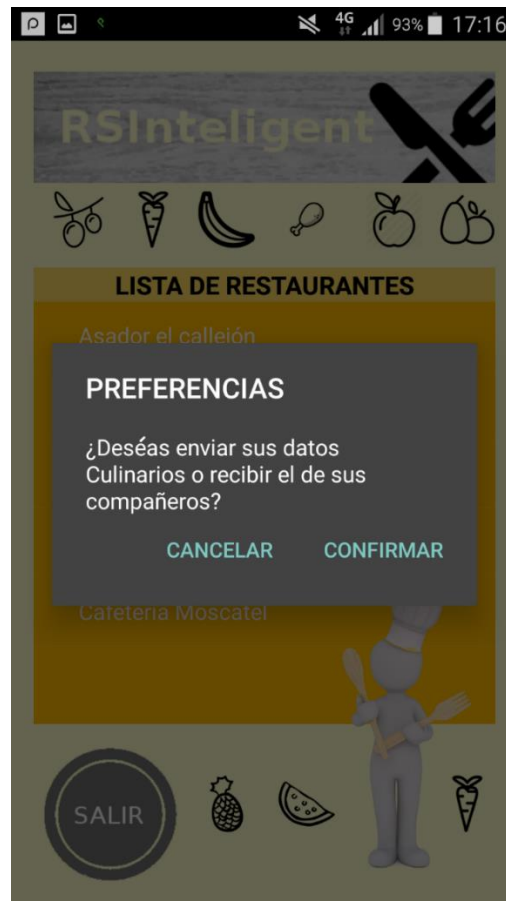 4G 93% 17:16
RSInteligent
LISTA DE RESTAURANTES
Asador el callejón
PREFERENCIAS
¿Deséas enviar sus datos
Culinarios o recibir el de sus
compañeros?
CANCELAR CONFIRMAR
Cafeteria Moscatel
SALIR